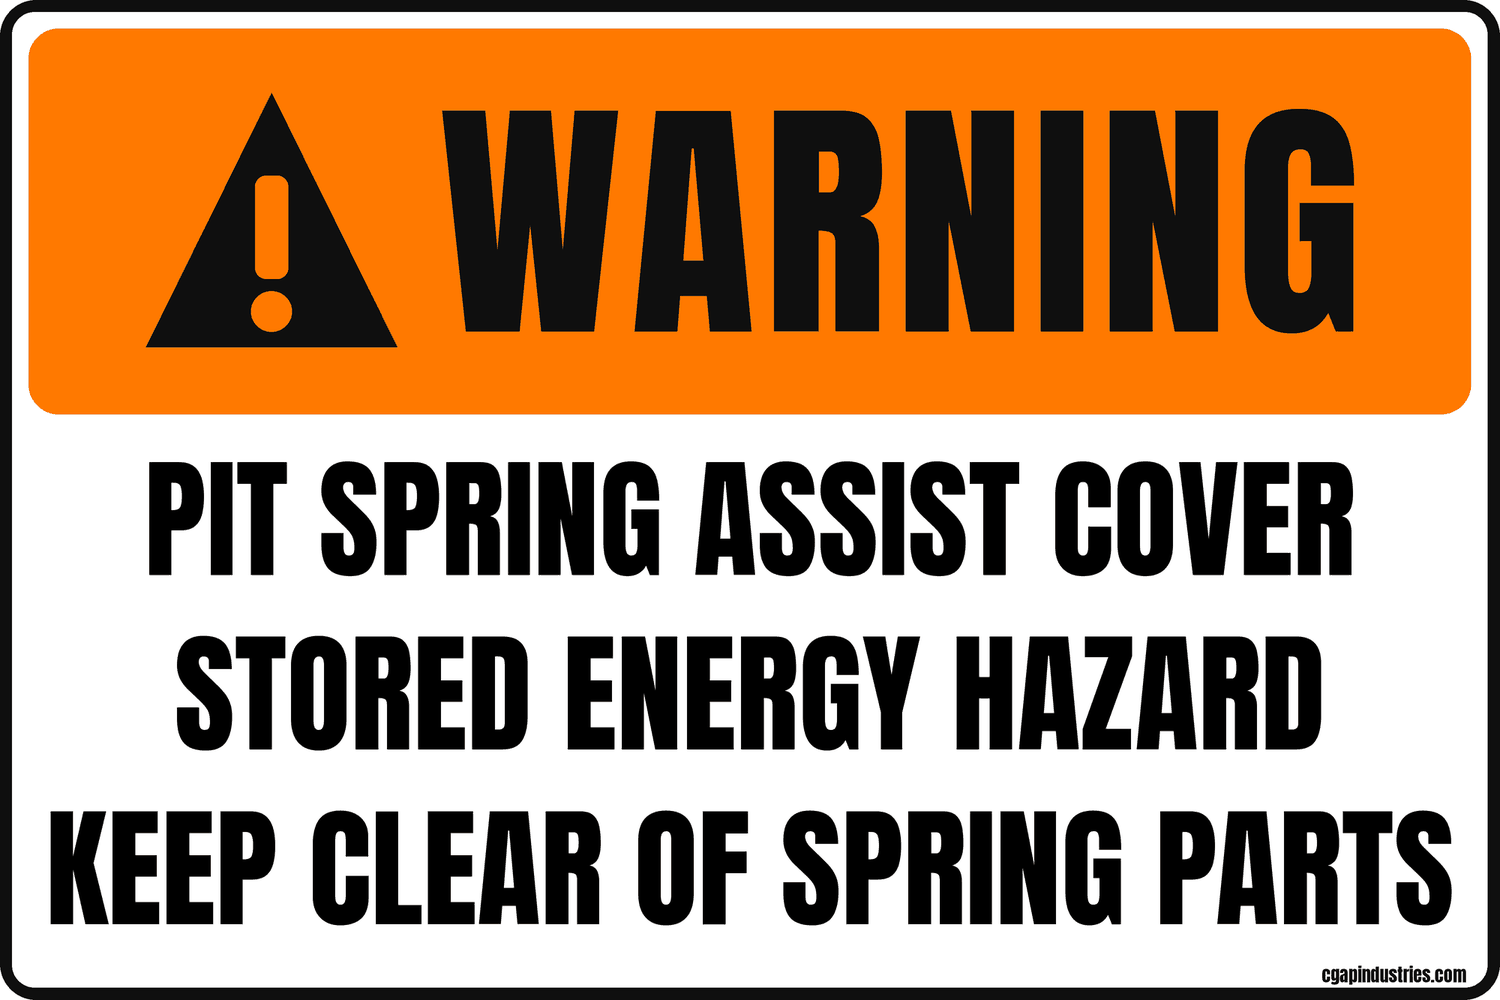 WARNING
PIT SPRING ASSIST COVER
STORED ENERGY HAZARD
KEEP CLEAR OF SPRING PARTS
cgapindustries.com